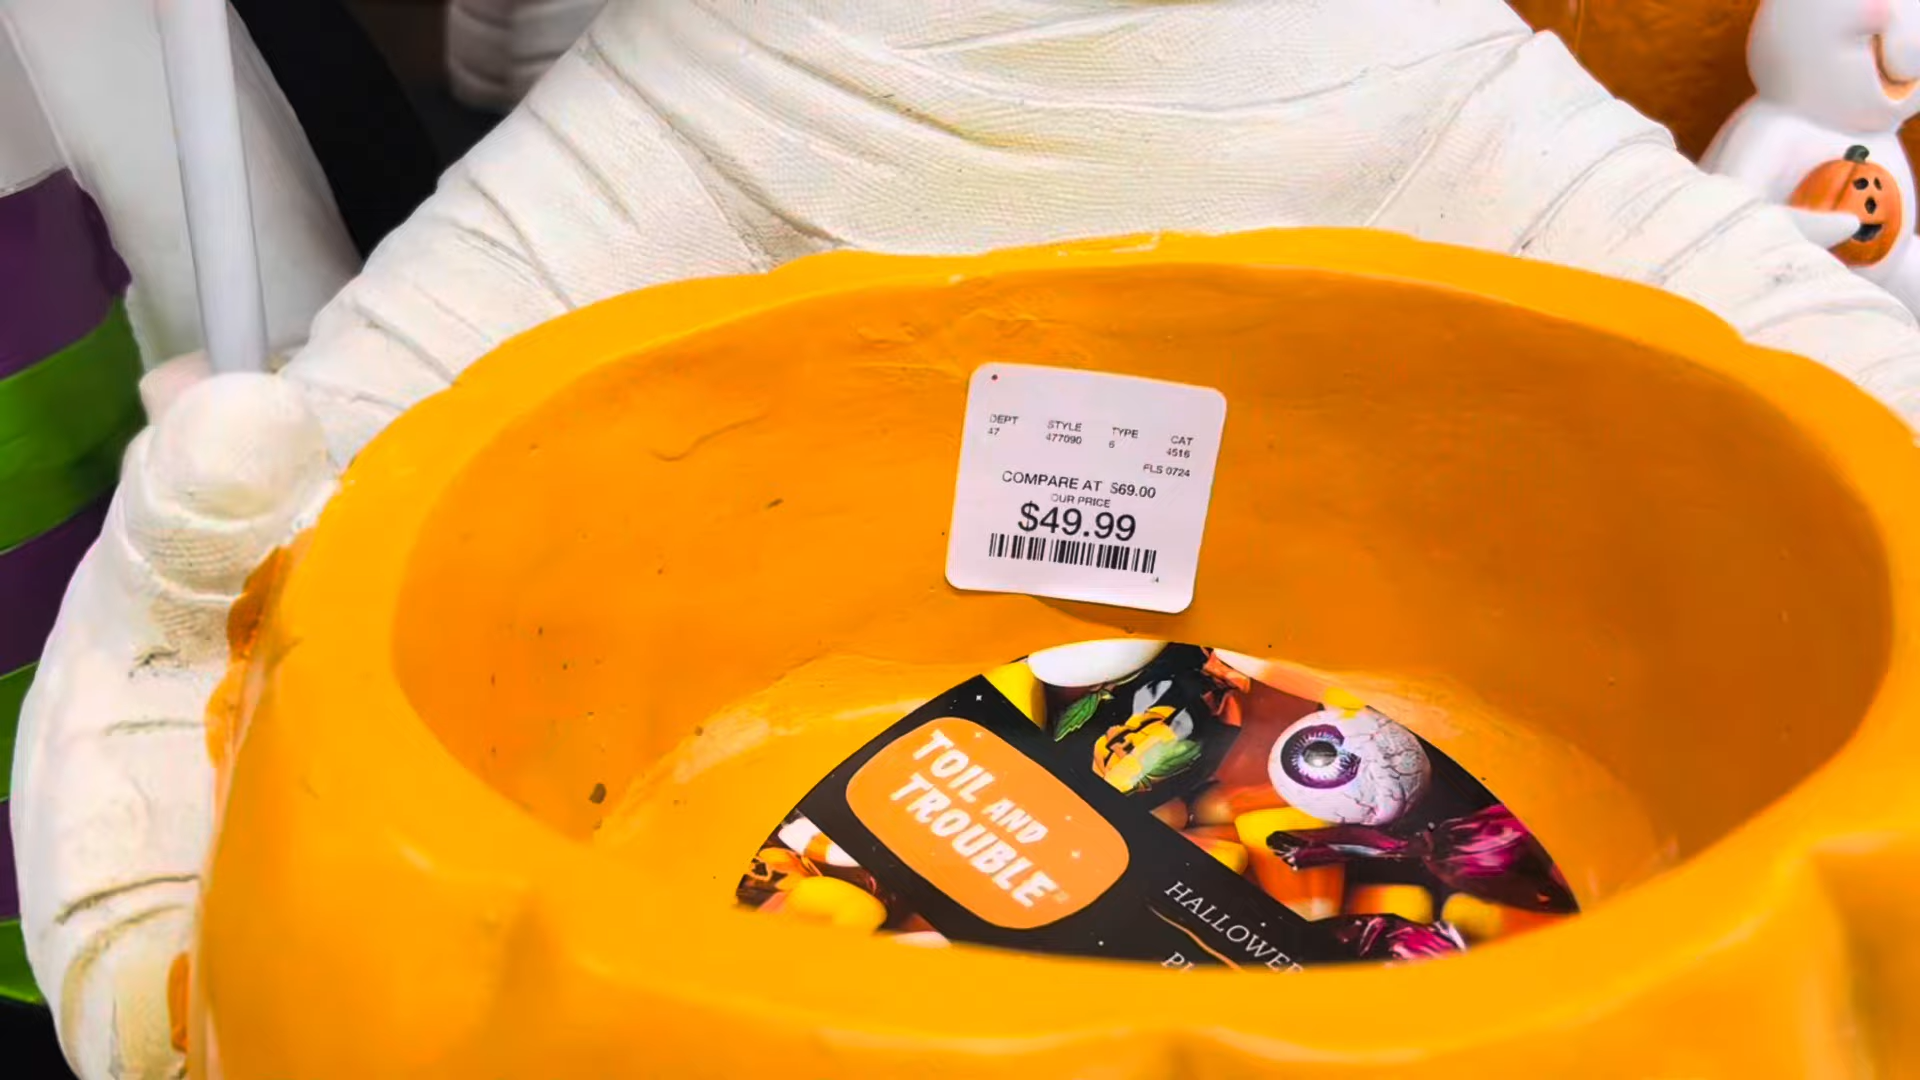 DEPT STYLE TYPE CAT
47 477090 6 4516
FLS 0724
COMPARE AT $69.00
OUR PRICE
$49.99
TOIL AND
TROUBLE